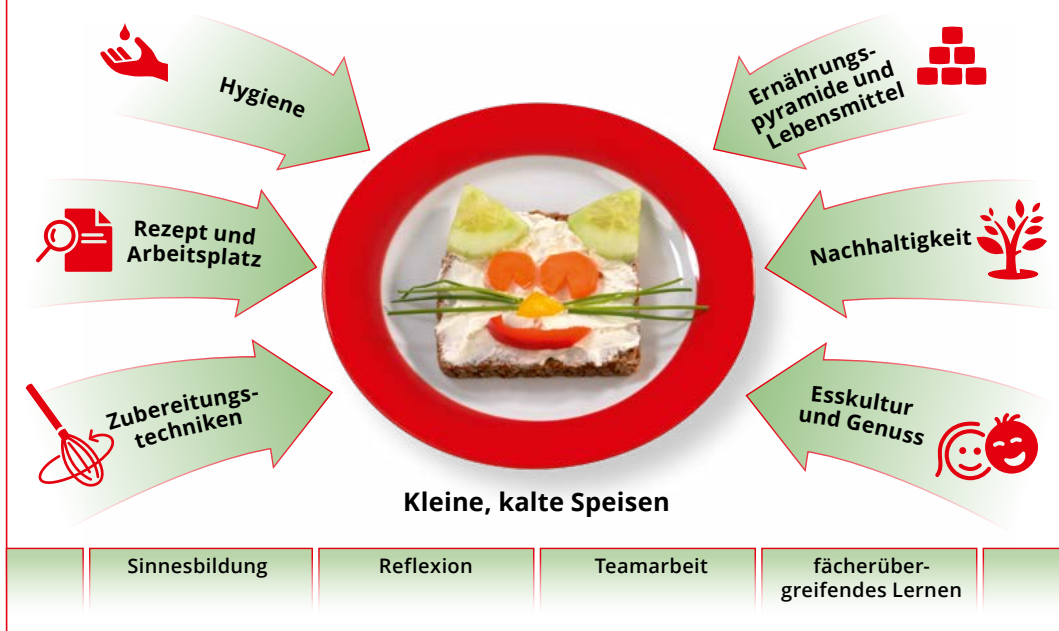 Hygiene
Ernährungs-
pyramide und
Lebensmittel
Rezept und
Arbeitsplatz
Nachhaltigkeit
Zubereitungs-
techniken
Esskultur
und Genuss
Kleine, kalte Speisen
Sinnesbildung
Reflexion
Teamarbeit
fächerüber-
greifendes Lernen